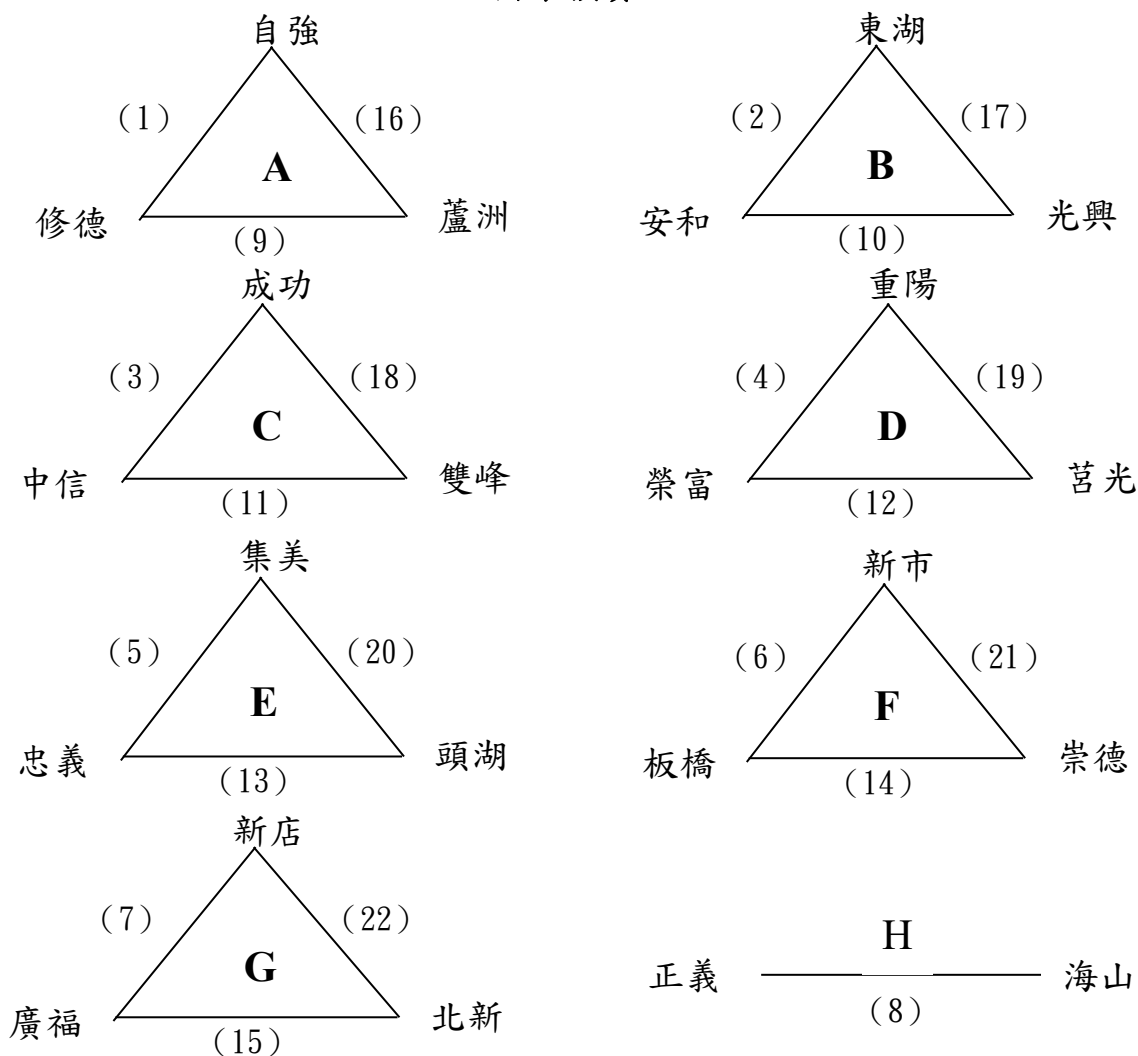 自強
東湖
(1)
(16)
(2)
(17)
A
B
修德
蘆洲
安和
光興
(9)
(10)
成功
重陽
(3)
(18)
(4)
(19)
C
D
中信
雙峰
榮富
莒光
(11)
(12)
集美
新市
(5)
(20)
(6)
(21)
E
F
忠義
頭湖
板橋
崇德
(13)
(14)
新店
(7)
(22)
H
G
正義
海山
廣福
北新
(8)
(15)